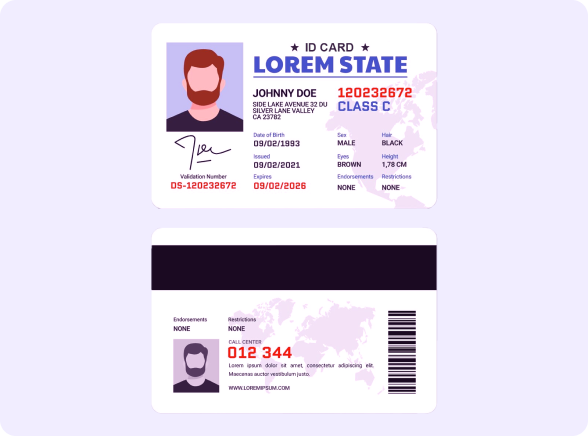 ★ ID CARD ★
LOREM STATE
JOHNNY DOE
SIDE LAKE AVENUE 32 DU
SILVER LANE VALLEY
CA 23782
120232672
CLASS C
Date of Birth
09/02/1993
Sex
MALE
Hair
BLACK
Issued
09/02/2021
Eyes
BROWN
Height
1,78 CM
Validation Number
DS-120232672
Expires
09/02/2026
Endorsements
NONE
Restrictions
NONE
Endorsements
NONE
Restrictions
NONE
CALL CENTER
012 344
Lorem ipsum dolor sit amet, consectetur adipiscing elit.
Maecenas auctor vestibulum justo.
WWW.LOREMIPSUM.COM